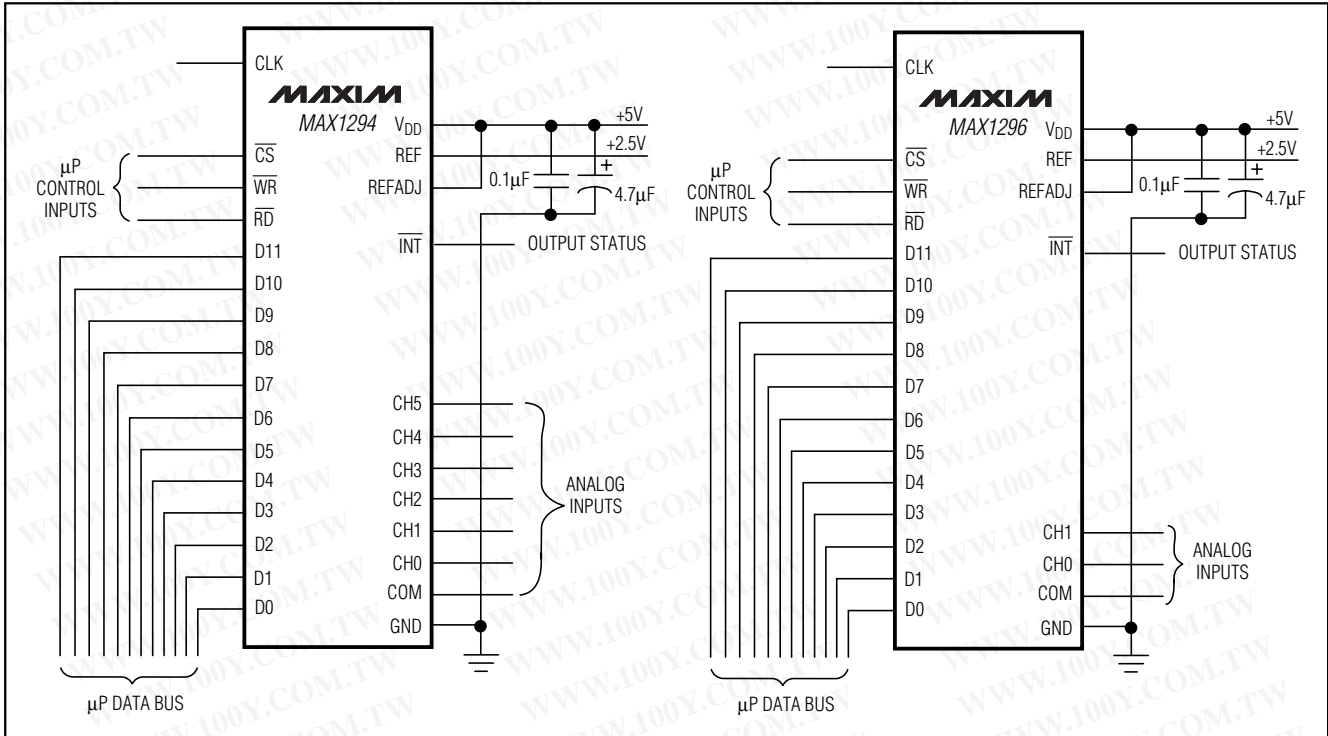 CLK
MAXIM
MAX1294
VDD
+5V
REF
+2.5V
REFADJ
0.1µF
+
4.7µF
CS
WR
RD
µP
CONTROL
INPUTS
INT
OUTPUT STATUS
D11
D10
D9
D8
D7
D6
D5
D4
D3
D2
D1
D0
CH5
CH4
CH3
CH2
CH1
CH0
COM
ANALOG
INPUTS
GND
µP DATA BUS
CLK
MAXIM
MAX1296
VDD
+5V
REF
+2.5V
REFADJ
0.1µF
+
4.7µF
CS
WR
RD
µP
CONTROL
INPUTS
INT
OUTPUT STATUS
D11
D10
D9
D8
D7
D6
D5
D4
D3
D2
D1
D0
CH1
CH0
COM
ANALOG
INPUTS
GND
µP DATA BUS
WWW.100Y.COM.TW